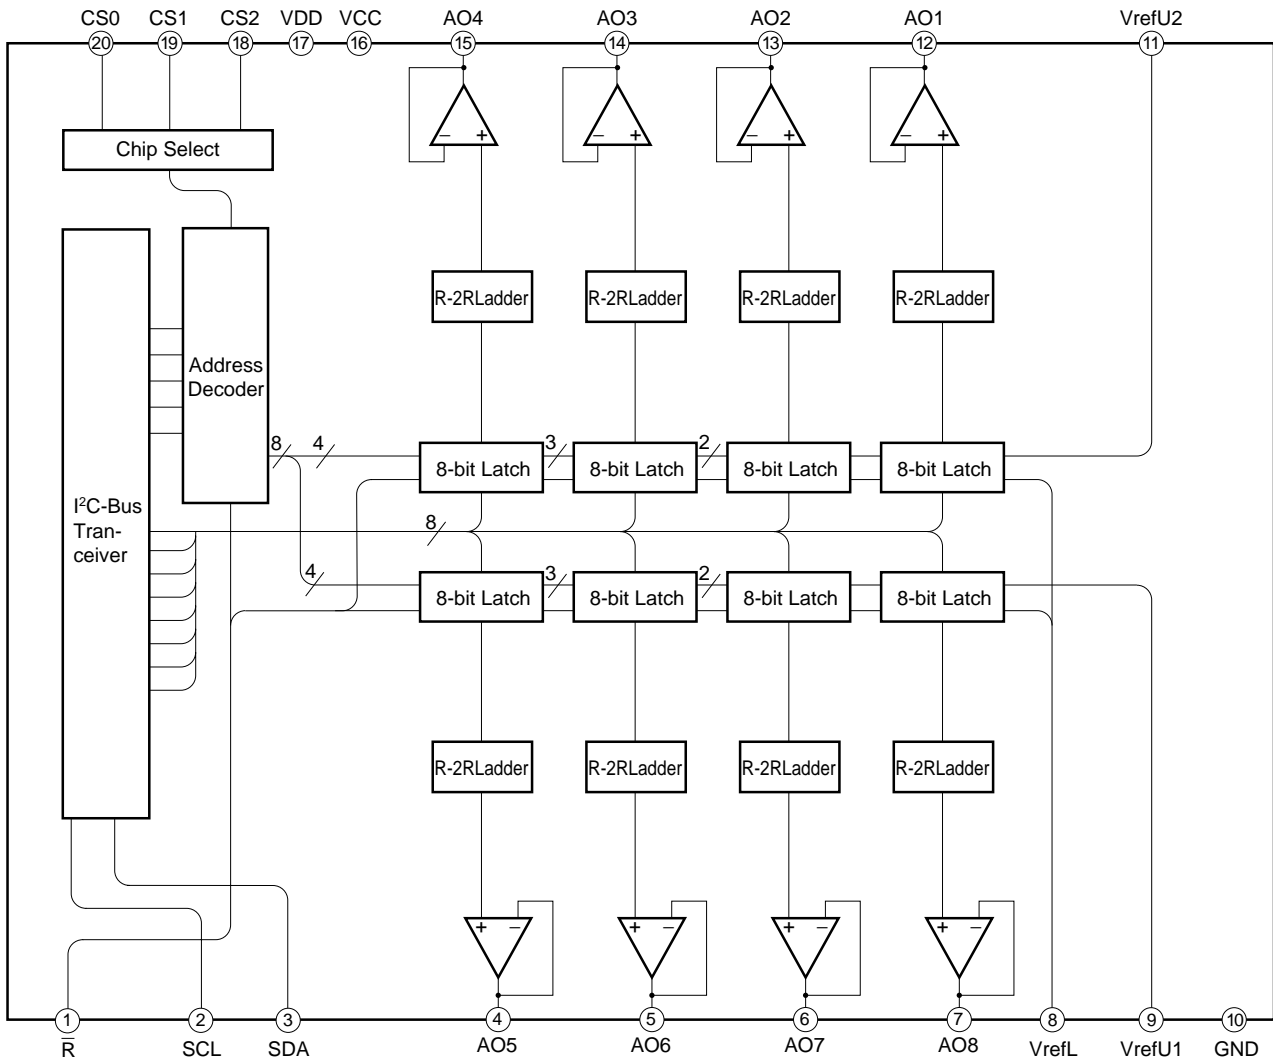 CS0 CS1 CS2 VDD VCC AO4 AO3 AO2 AO1 VrefU2
20 19 18 17 16 15 14 13 12 11
− + − + − + − +
Chip Select
R-2RLadder R-2RLadder R-2RLadder R-2RLadder
Address
Decoder
8 4 3 2
8-bit Latch 8-bit Latch 8-bit Latch 8-bit Latch
I²C-Bus
Tran-
ceiver
8
4 3 2
8-bit Latch 8-bit Latch 8-bit Latch 8-bit Latch
R-2RLadder R-2RLadder R-2RLadder R-2RLadder
+ − + − + − + −
1 2 3 4 5 6 7 8 9 10
R̅ SCL SDA AO5 AO6 AO7 AO8 VrefL VrefU1 GND